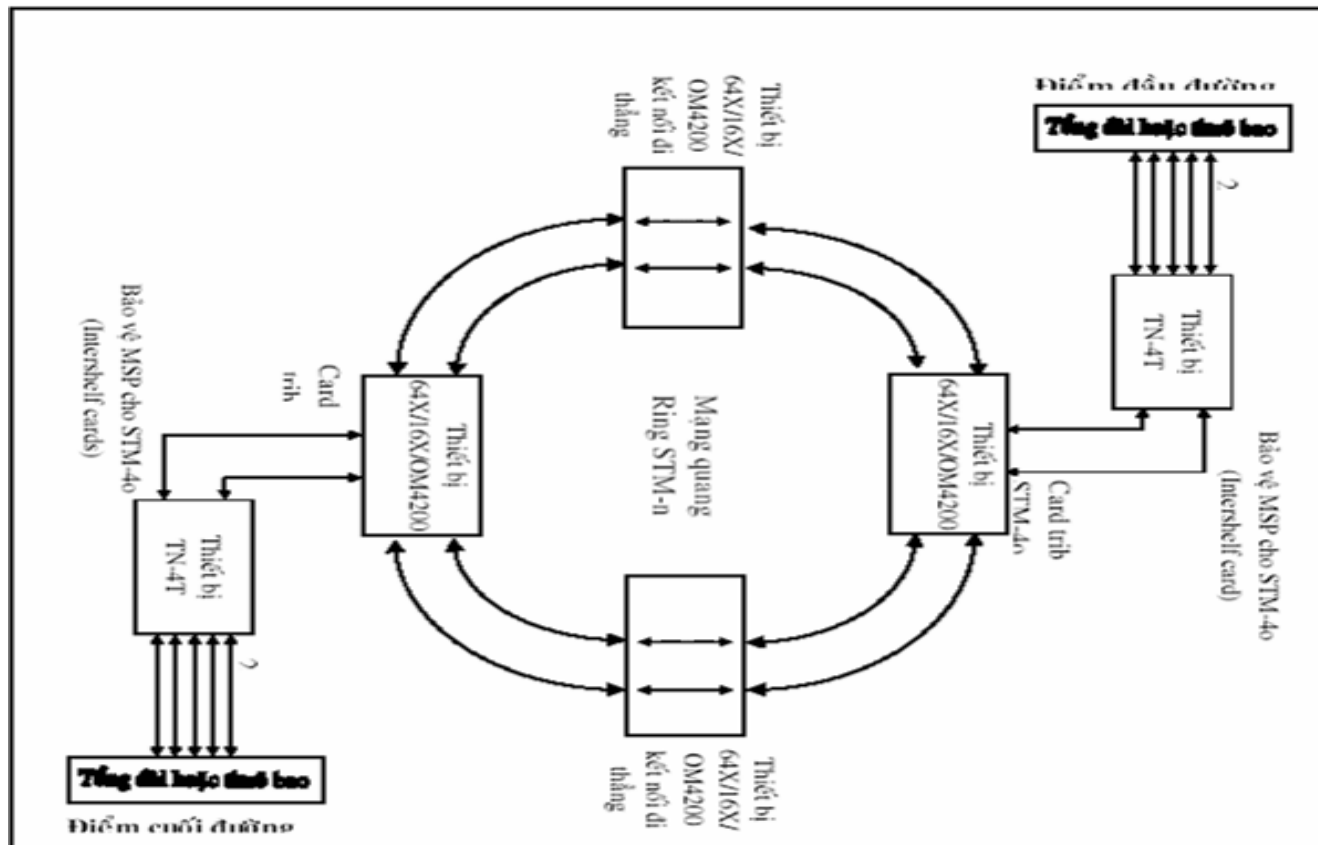 Điểm đầu đường
Tổng đài hoặc thuê bao
2
Thiết bị
TN-4T
Bảo vệ MSP cho STM-4o
(Intershelf card)
Card trib
STM-4o
Thiết bị
64X/16X/OM4200
Thiết bị
64X/16X/
OM4200
kết nối đi
thẳng
Mạng quang
Ring STM-n
Thiết bị
64X/16X/
OM4200
kết nối đi
thẳng
Thiết bị
64X/16X/OM4200
Card
trib
Bảo vệ MSP cho STM-4o
(Intershelf cards)
Thiết bị
TN-4T
2
Tổng đài hoặc thuê bao
Điểm cuối đường